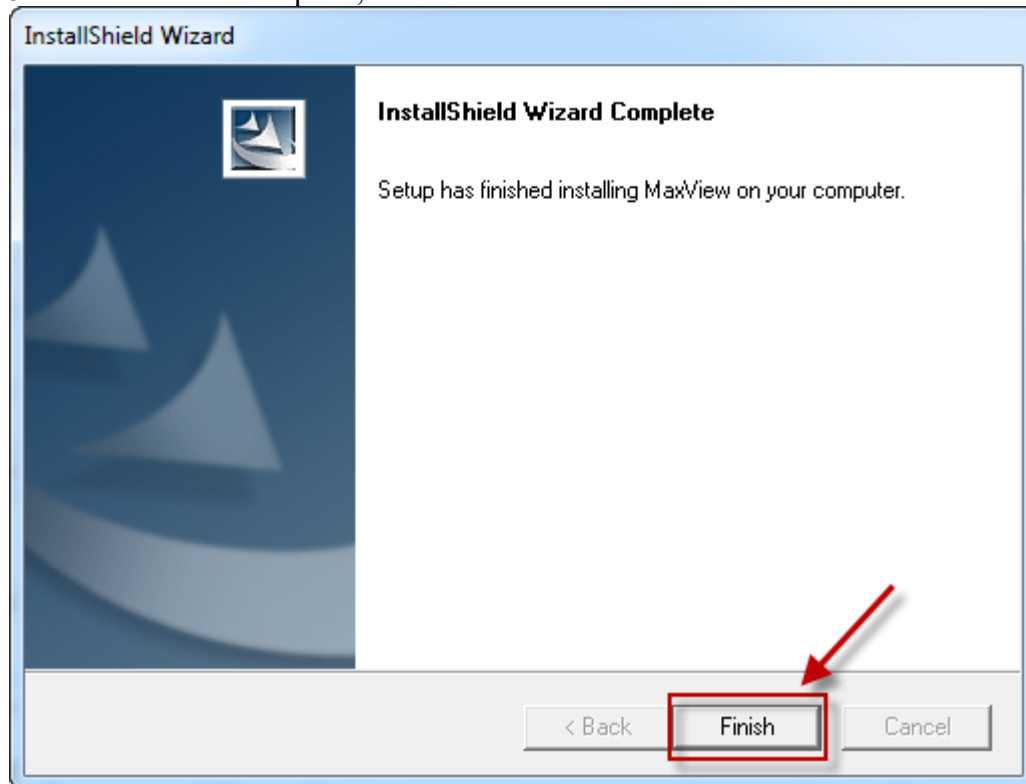 InstallShield Wizard
InstallShield Wizard Complete
Setup has finished installing MaxView on your computer.
< Back Finish Cancel